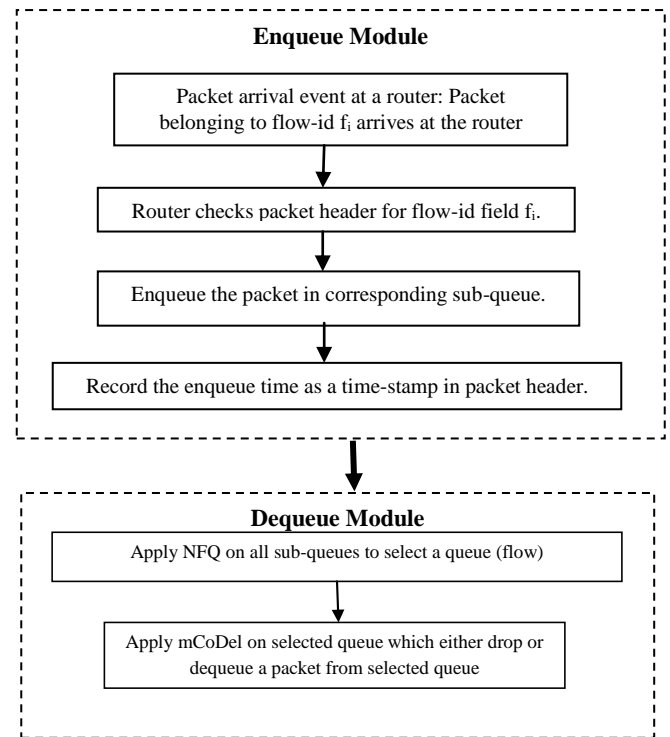 Enqueue Module
Packet arrival event at a router: Packet
belonging to flow-id fᵢ arrives at the router
Router checks packet header for flow-id field fᵢ.
Enqueue the packet in corresponding sub-queue.
Record the enqueue time as a time-stamp in packet header.
Dequeue Module
Apply NFQ on all sub-queues to select a queue (flow)
Apply mCoDel on selected queue which either drop or
dequeue a packet from selected queue